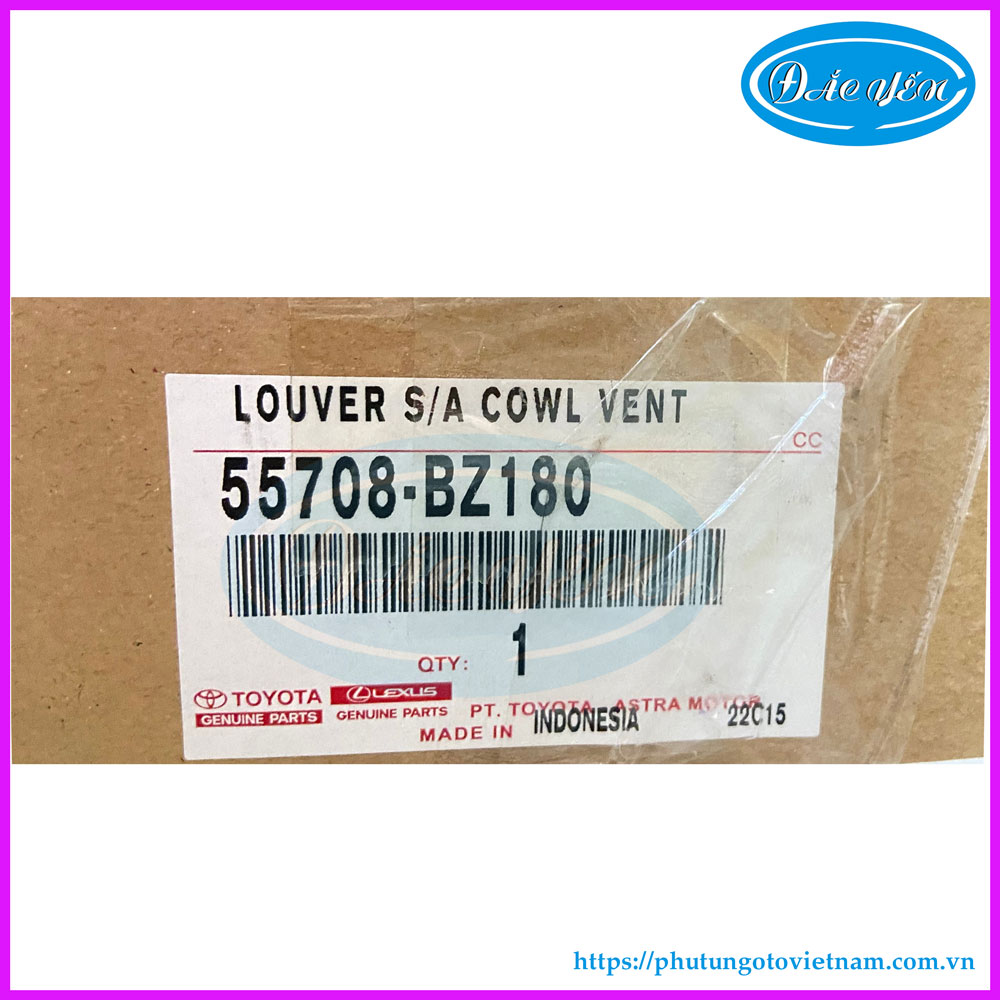 ĐẮC YẾN
LOUVER S/A COWL VENT
CC
55708-BZ180
QTY: 1
TOYOTA LEXUS
GENUINE PARTS GENUINE PARTS PT. TOYOTA ASTRA MOTOR
MADE IN INDONESIA 22C15
https://phutungotovietnam.com.vn